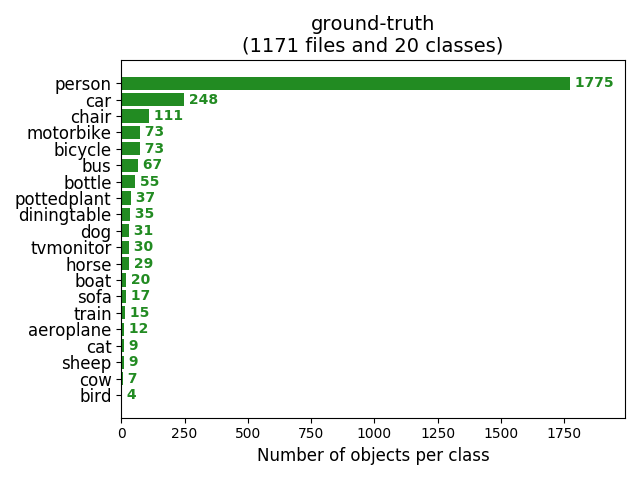 ground-truth
(1171 files and 20 classes)
person 1775
car 248
chair 111
motorbike 73
bicycle 73
bus 67
bottle 55
pottedplant 37
diningtable 35
dog 31
tvmonitor 30
horse 29
boat 20
sofa 17
train 15
aeroplane 12
cat 9
sheep 9
cow 7
bird 4
0 250 500 750 1000 1250 1500 1750
Number of objects per class